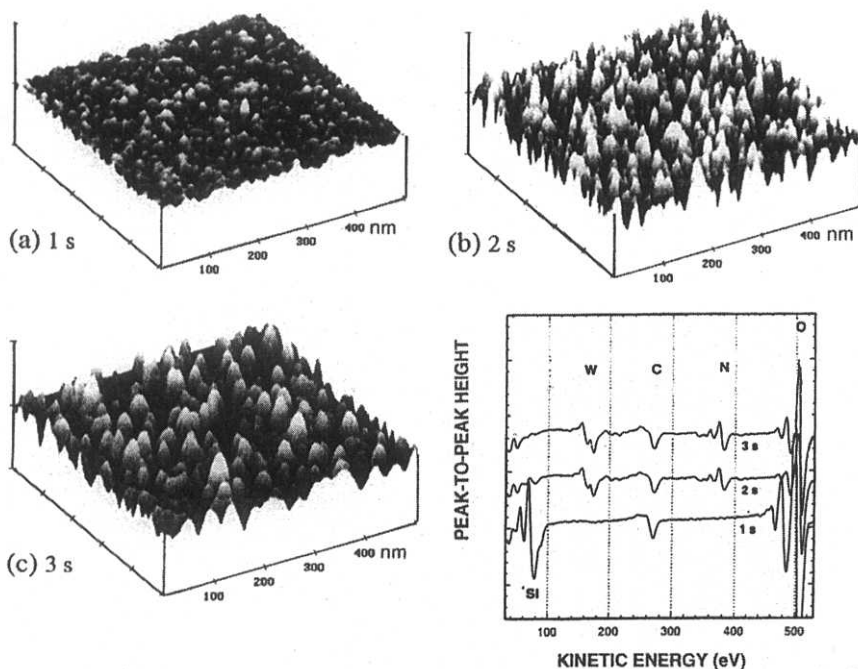 (a) 1 s
100 200 300 400 nm
(b) 2 s
100 200 300 400 nm
(c) 3 s
100 200 300 400 nm
PEAK-TO-PEAK HEIGHT
W C N O
3 s
2 s
1 s
SI
100 200 300 400 500
KINETIC ENERGY (eV)